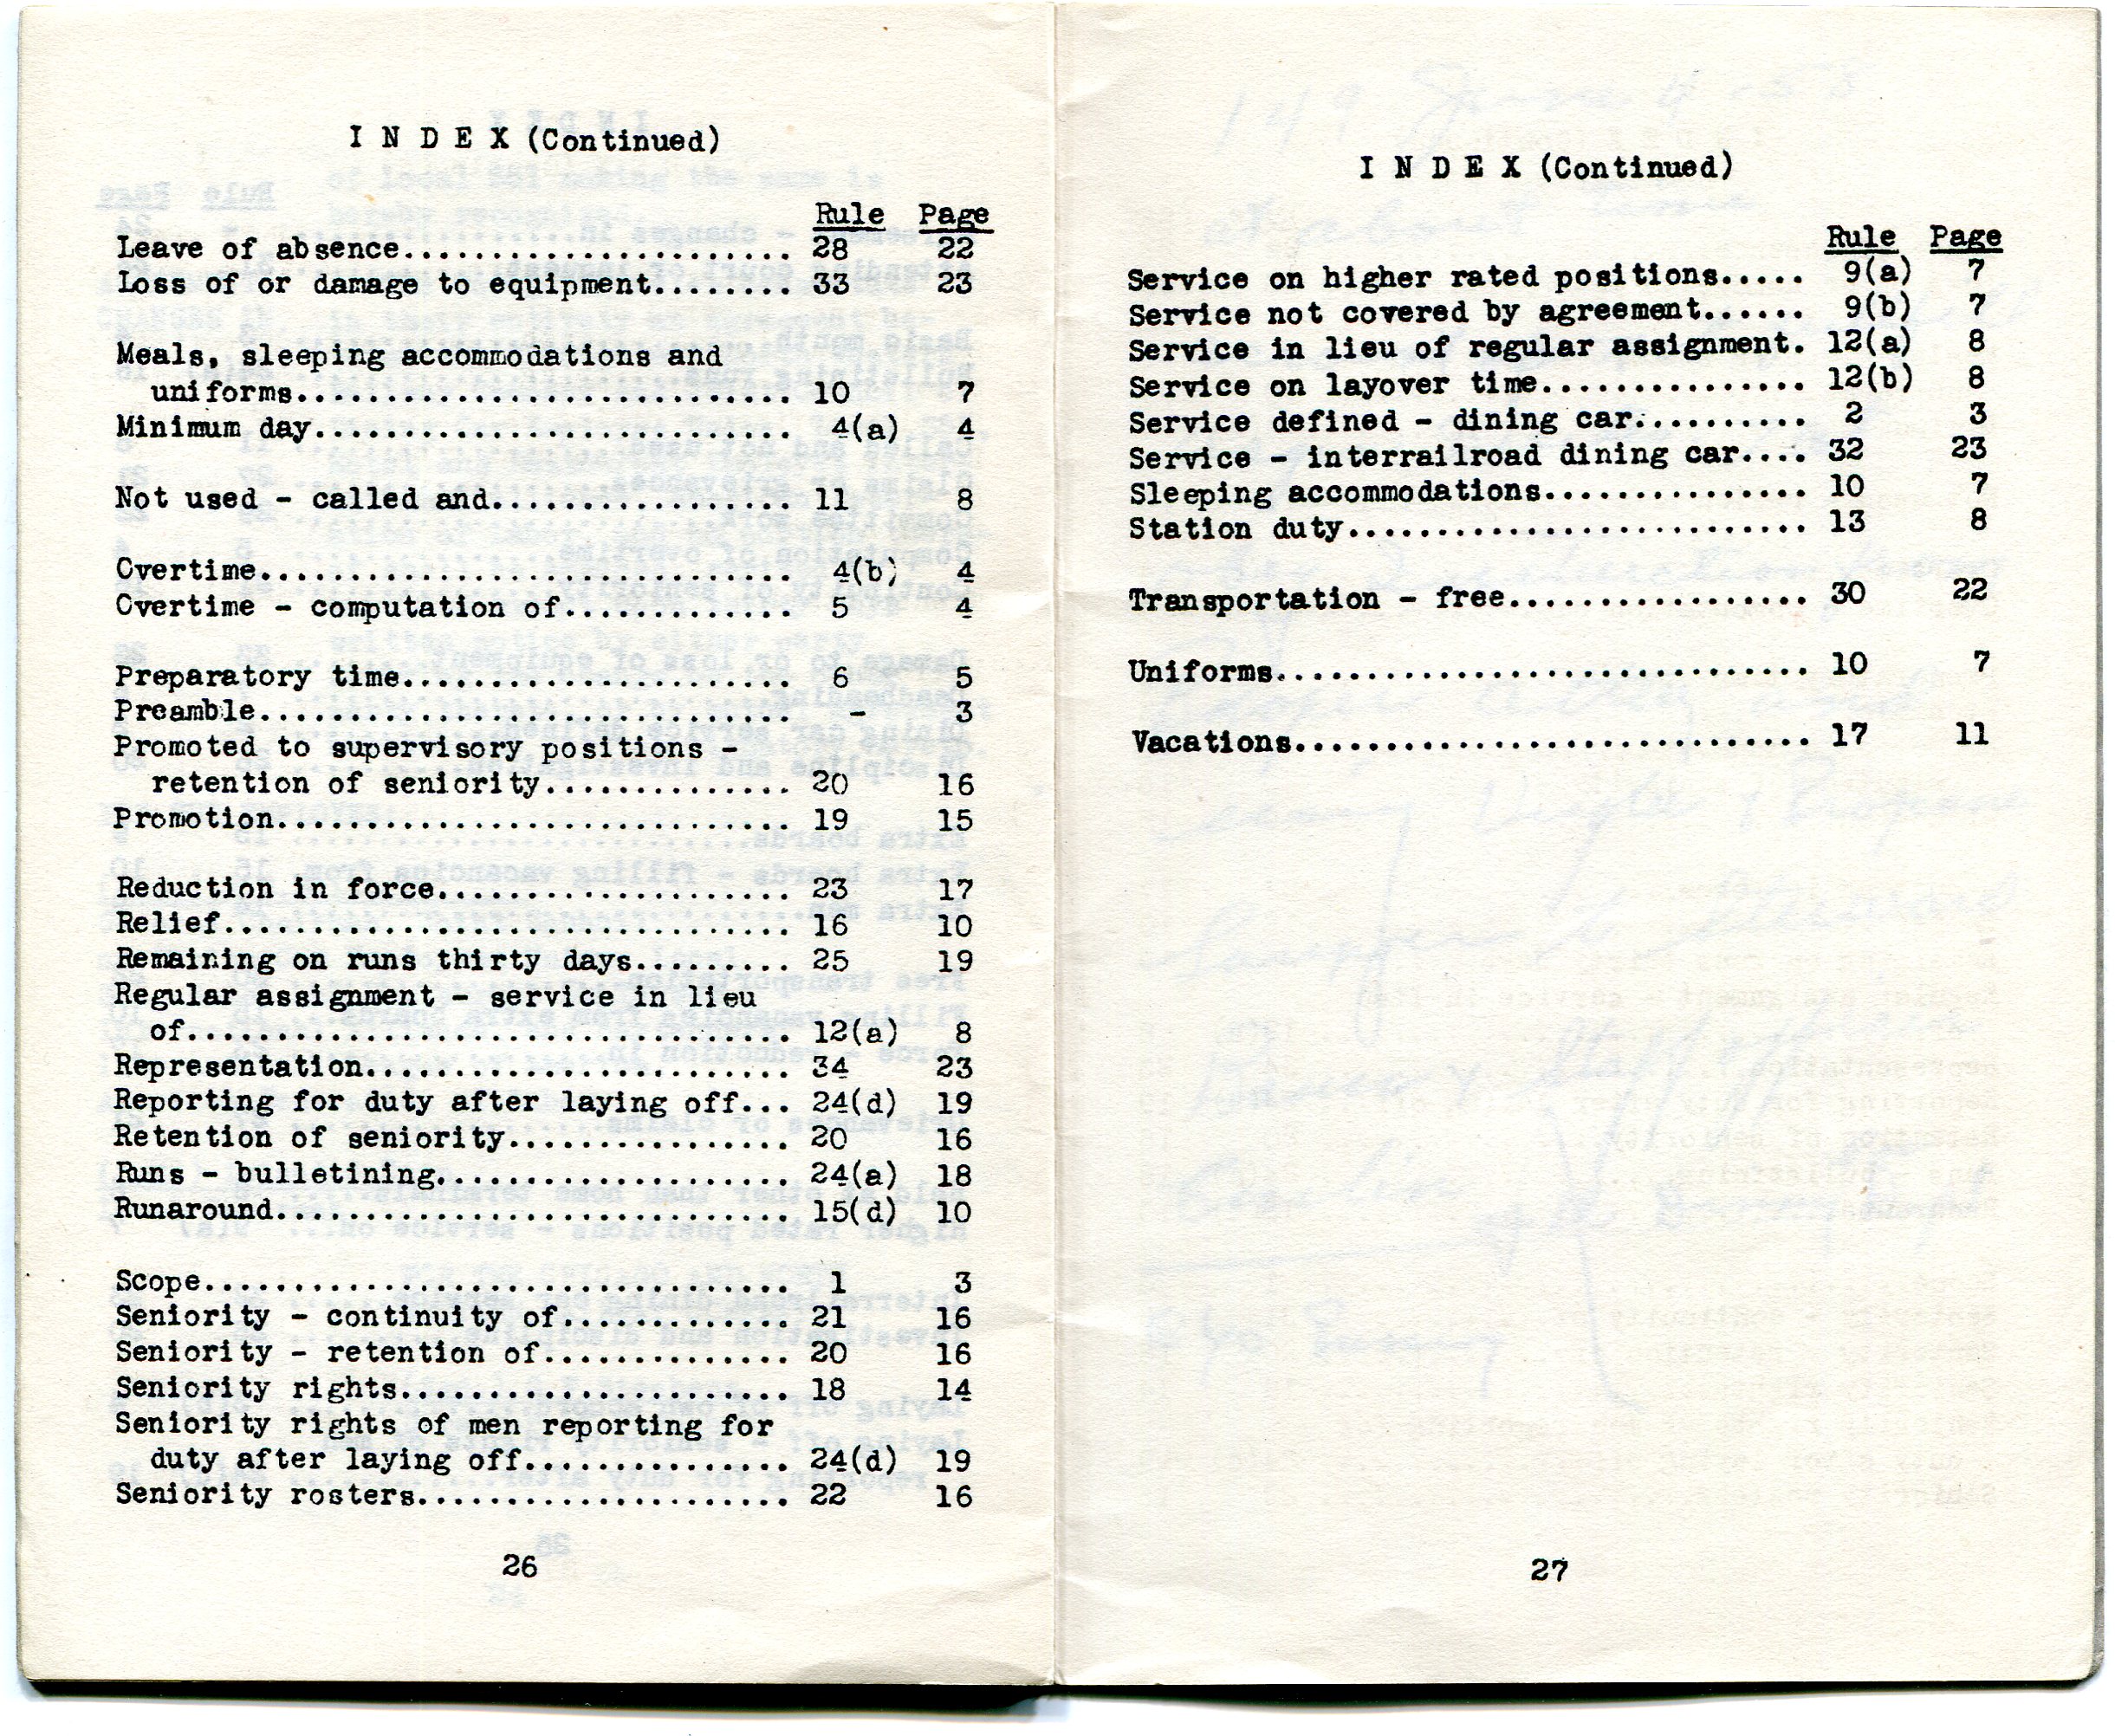 I N D E X (Continued)
Rule Page
Leave of absence...................... 28 22
Loss of or damage to equipment........ 33 23
Meals, sleeping accommodations and
uniforms............................ 10 7
Minimum day........................... 4(a) 4
Not used - called and................. 11 8
Overtime.............................. 4(b) 4
Overtime - computation of............. 5 4
Preparatory time...................... 6 5
Preamble.............................. - 3
Promoted to supervisory positions -
retention of seniority.............. 20 16
Promotion............................. 19 15
Reduction in force.................... 23 17
Relief................................ 16 10
Remaining on runs thirty days......... 25 19
Regular assignment - service in lieu
of.................................. 12(a) 8
Representation........................ 34 23
Reporting for duty after laying off... 24(d) 19
Retention of seniority................ 20 16
Runs - bulletining.................... 24(a) 18
Runaround............................. 15(d) 10
Scope................................. 1 3
Seniority - continuity of............. 21 16
Seniority - retention of.............. 20 16
Seniority rights...................... 18 14
Seniority rights of men reporting for
duty after laying off............... 24(d) 19
Seniority rosters..................... 22 16
26
I N D E X (Continued)
Rule Page
Service on higher rated positions..... 9(a) 7
Service not covered by agreement...... 9(b) 7
Service in lieu of regular assignment. 12(a) 8
Service on layover time............... 12(b) 8
Service defined - dining car.......... 2 3
Service - interrailroad dining car.... 32 23
Sleeping accommodations............... 10 7
Station duty.......................... 13 8
Transportation - free................. 30 22
Uniforms.............................. 10 7
Vacations............................. 17 11
27